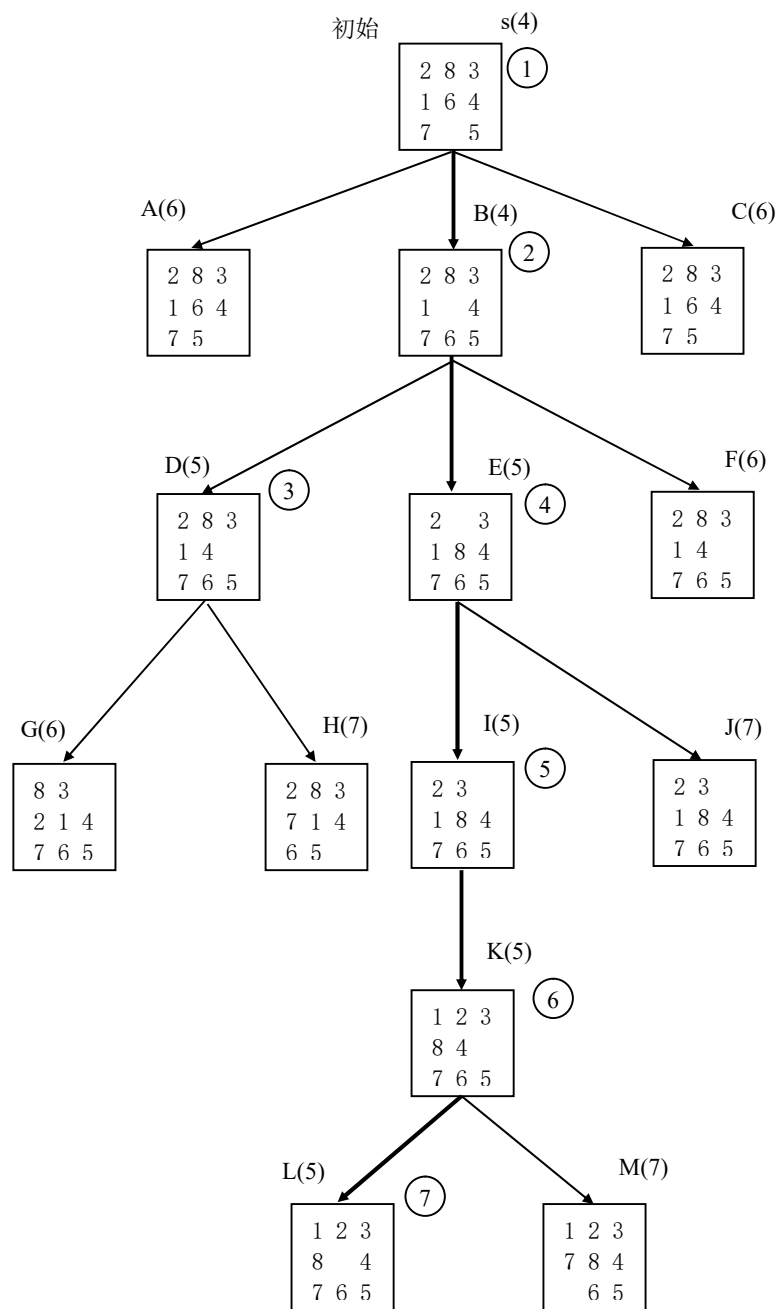 初始 s(4)
①
2 8 3
1 6 4
7 5
A(6)
2 8 3
1 6 4
7 5
B(4)
②
2 8 3
1 4
7 6 5
C(6)
2 8 3
1 6 4
7 5
D(5)
③
2 8 3
1 4
7 6 5
E(5)
④
2 3
1 8 4
7 6 5
F(6)
2 8 3
1 4
7 6 5
G(6)
8 3
2 1 4
7 6 5
H(7)
2 8 3
7 1 4
6 5
I(5)
⑤
2 3
1 8 4
7 6 5
J(7)
2 3
1 8 4
7 6 5
K(5)
⑥
1 2 3
8 4
7 6 5
L(5)
⑦
1 2 3
8 4
7 6 5
M(7)
1 2 3
7 8 4
6 5